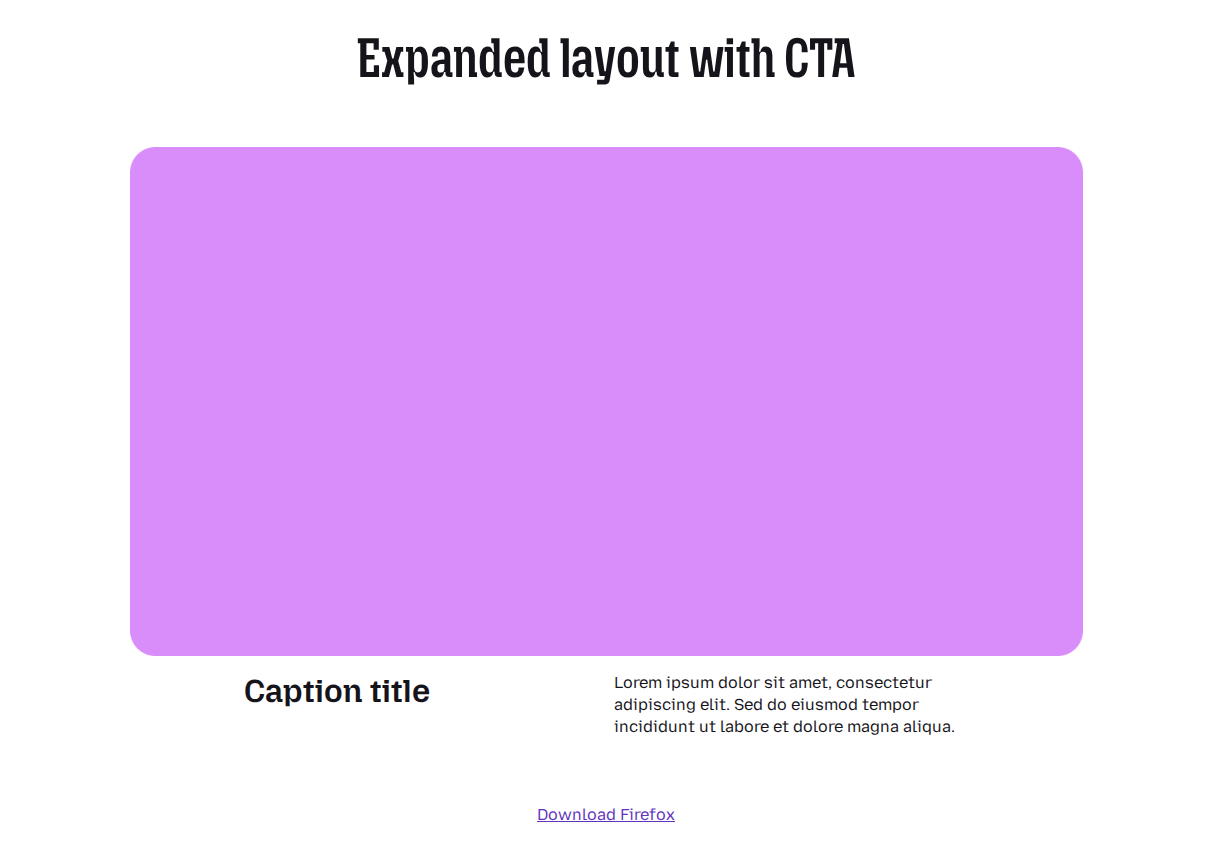 Expanded layout with CTA
Caption title
Lorem ipsum dolor sit amet, consectetur
adipiscing elit. Sed do eiusmod tempor
incididunt ut labore et dolore magna aliqua.
Download Firefox